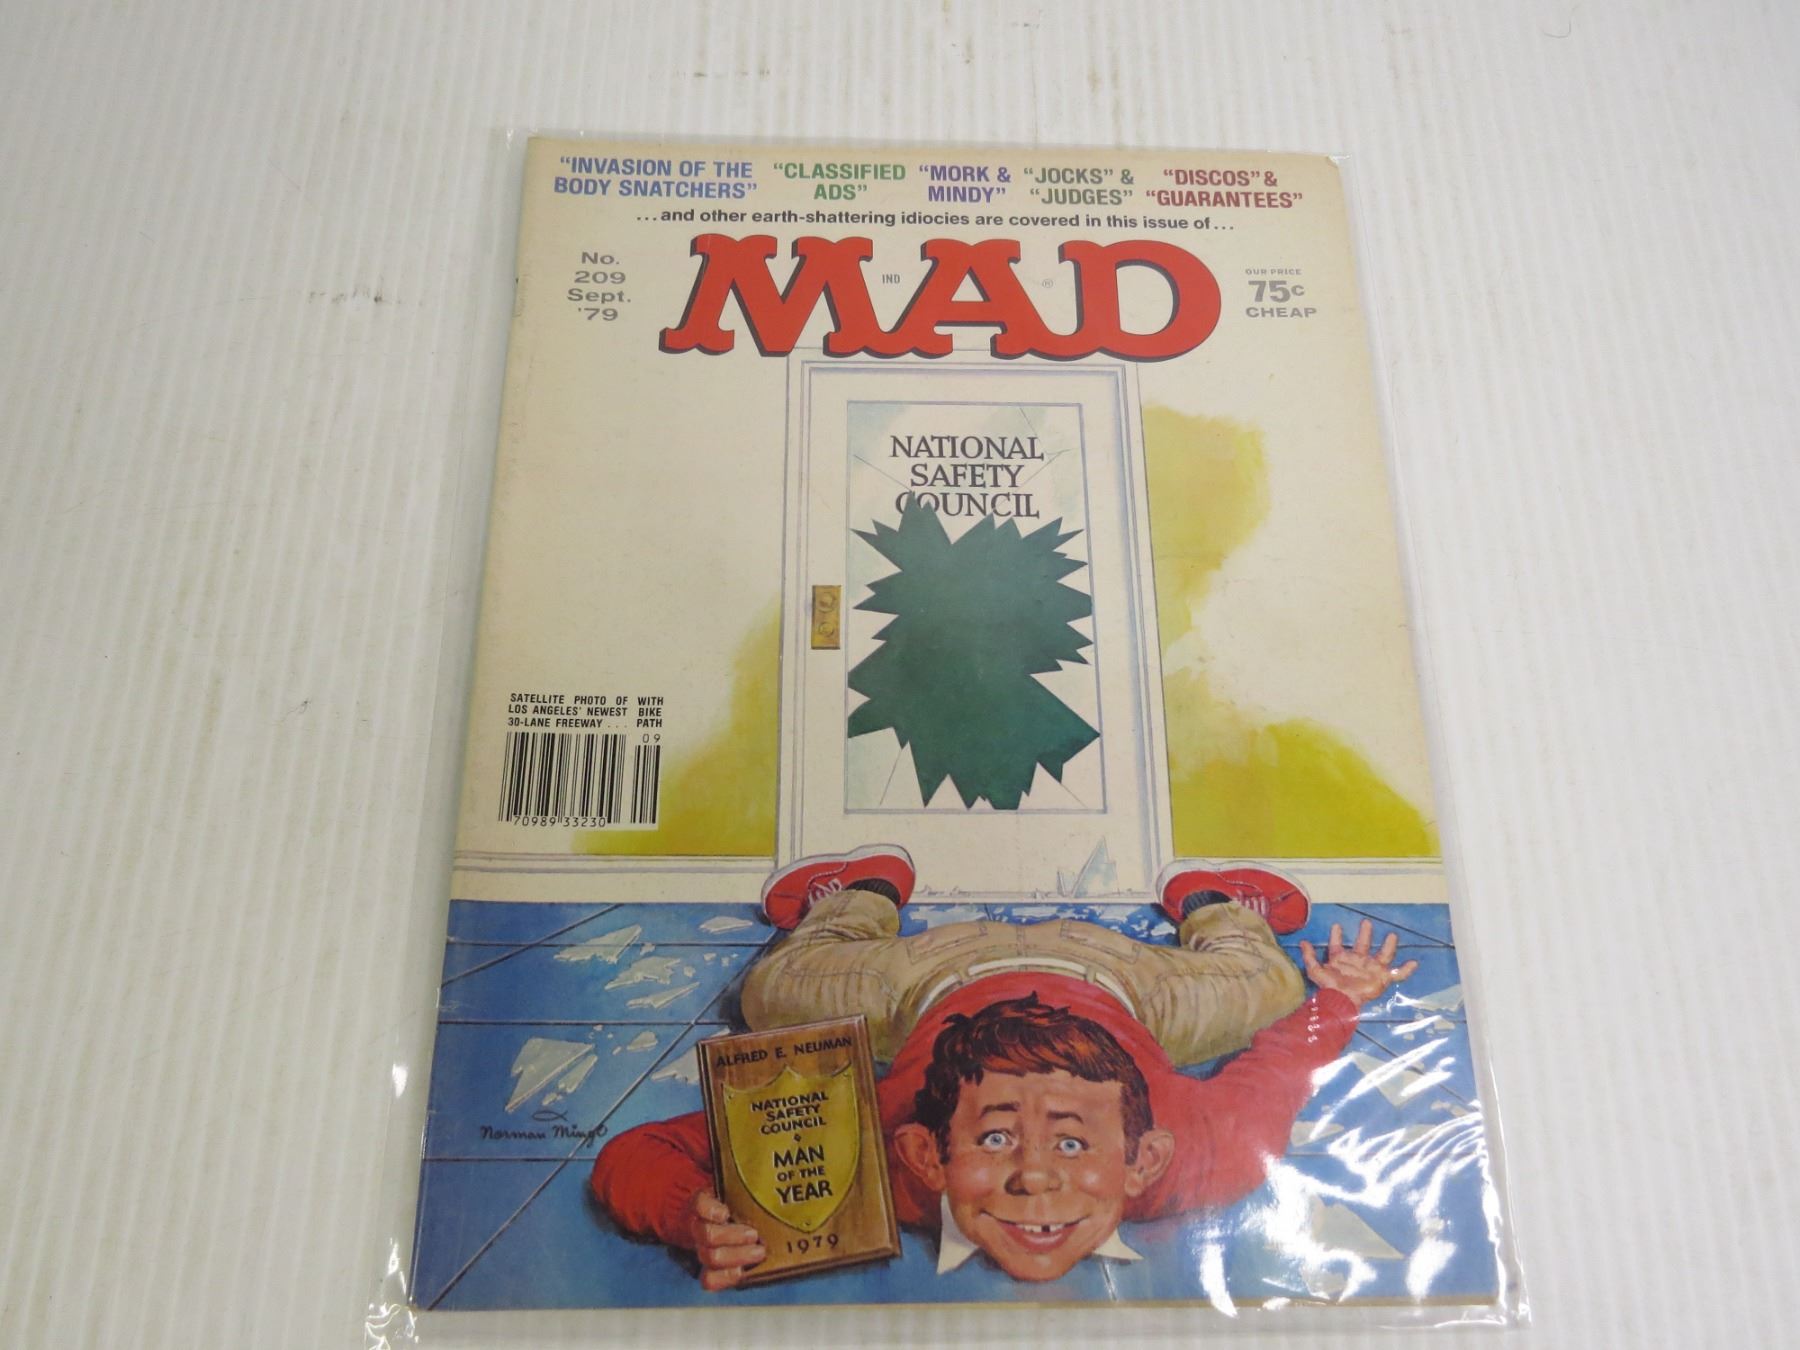 “INVASION OF THE
BODY SNATCHERS”
“CLASSIFIED
ADS”
“MORK &
MINDY”
“JOCKS” &
“JUDGES”
“DISCOS” &
“GUARANTEES”
...and other earth-shattering idiocies are covered in this issue of...
No.
209
Sept.
'79
MAD
IND
®
OUR PRICE
75c
CHEAP
NATIONAL
SAFETY
COUNCIL
SATELLITE PHOTO OF
LOS ANGELES' NEWEST
30-LANE FREEWAY...
WITH
BIKE
PATH
09
70989 33230
ALFRED E. NEUMAN
NATIONAL
SAFETY
COUNCIL
MAN
OF THE
YEAR
1979
Norman Mingo